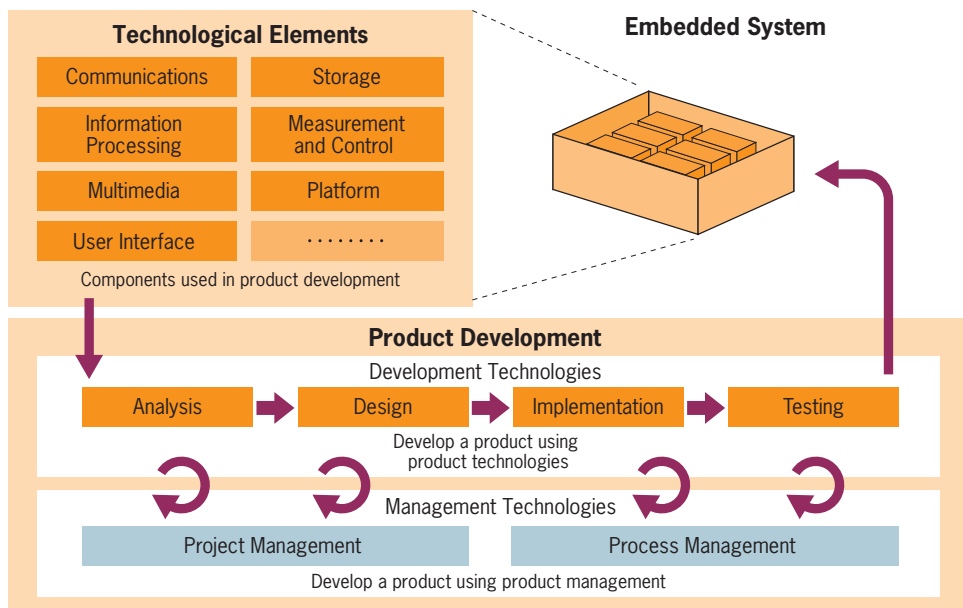 Technological Elements
Communications
Storage
Information
Processing
Measurement
and Control
Multimedia
Platform
User Interface
........
Components used in product development
Embedded System
Product Development
Development Technologies
Analysis
Design
Implementation
Testing
Develop a product using
product technologies
Management Technologies
Project Management
Process Management
Develop a product using product management